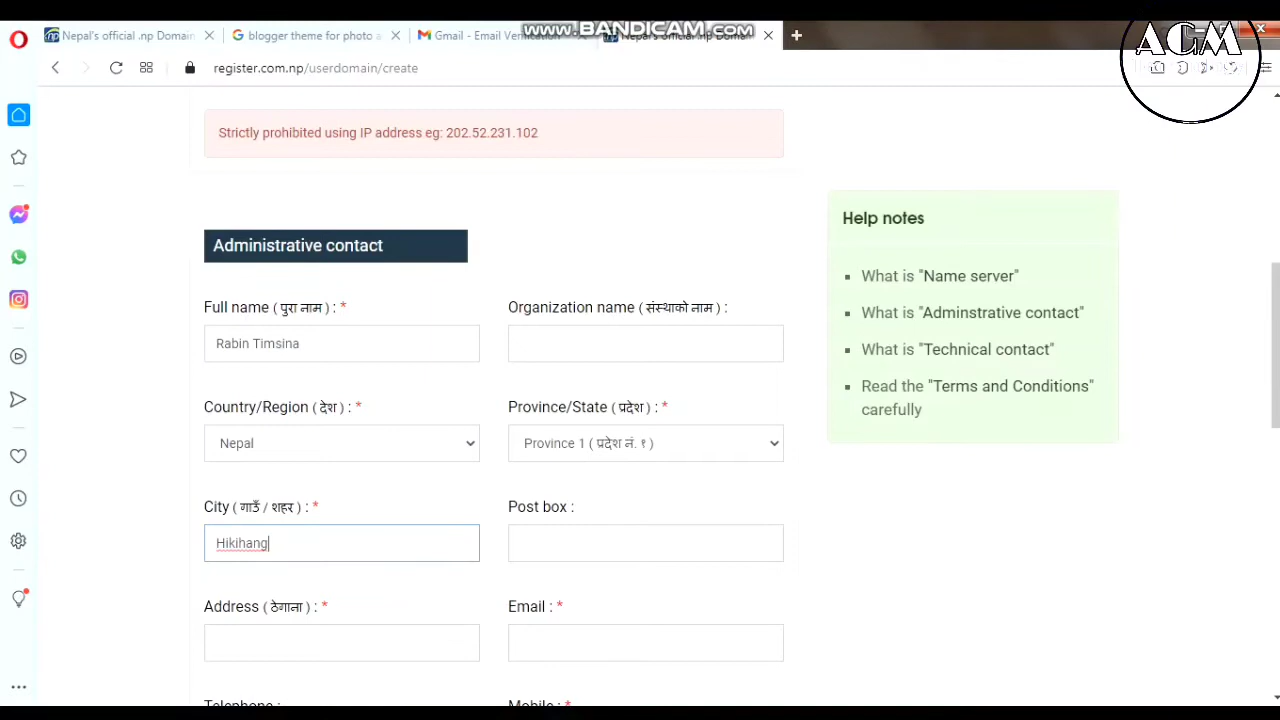 www.BANDICAM.com
Nepal's official .np Domain
blogger theme for photo a
Gmail - Email Verification
Nepal's official .np Domain
AGM
register.com.np/userdomain/create
Strictly prohibited using IP address eg: 202.52.231.102
Help notes
Administrative contact
What is "Name server"
Full name ( पुरा नाम ) : *
Organization name ( संस्थाको नाम ) :
What is "Adminstrative contact"
Rabin Timsina
What is "Technical contact"
Read the "Terms and Conditions"
carefully
Country/Region ( देश ) : *
Province/State ( प्रदेश ) : *
Nepal
Province 1 ( प्रदेश नं. १ )
City ( गाउँ / शहर ) : *
Post box :
Hikihang
Address ( ठेगाना ) : *
Email : *
Telephone :
Mobile : *